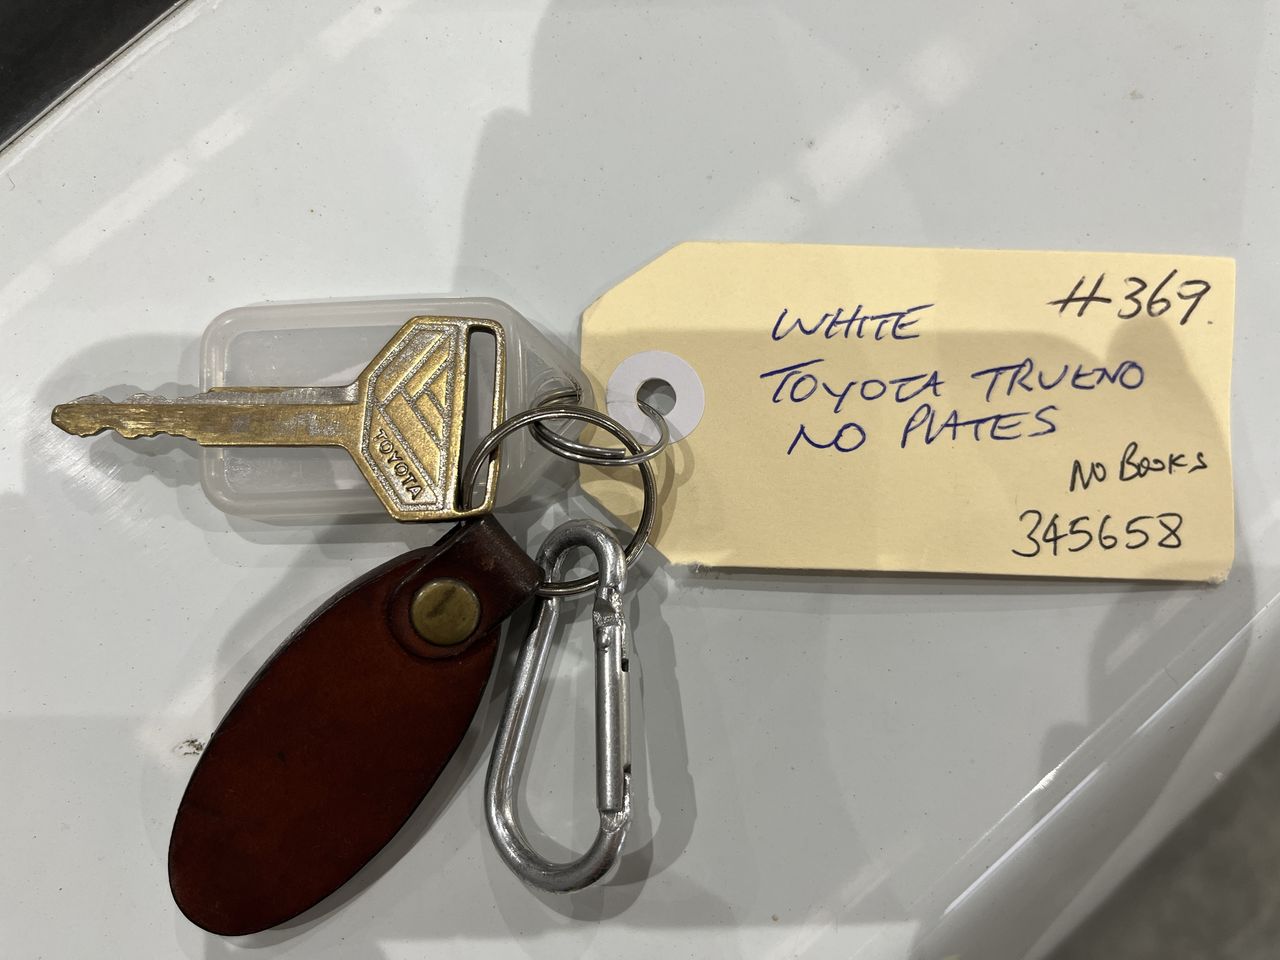 #369.
WHITE
TOYOTA TRUENO
NO PLATES
NO BOOKS
345658
TOYOTA